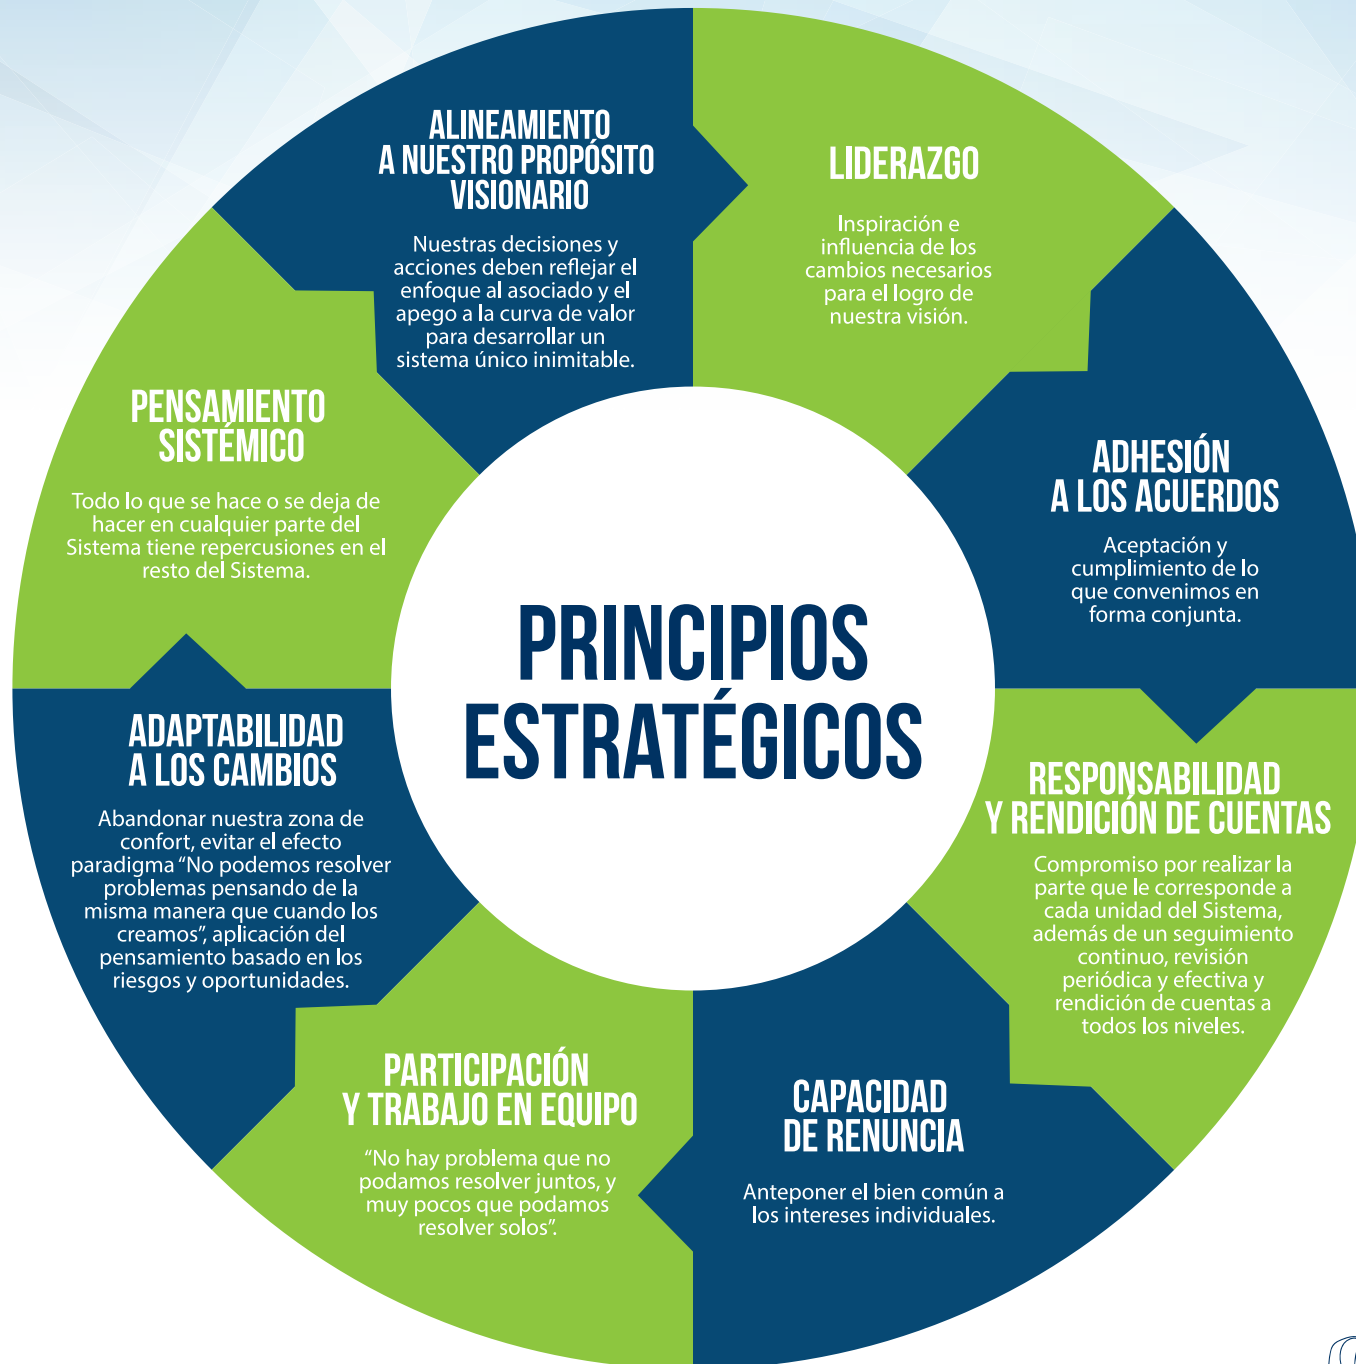 PRINCIPIOS
ESTRATÉGICOS
ALINEAMIENTO
A NUESTRO PROPÓSITO
VISIONARIO
Nuestras decisiones y
acciones deben reflejar el
enfoque al asociado y el
apego a la curva de valor
para desarrollar un
sistema único inimitable.
LIDERAZGO
Inspiración e
influencia de los
cambios necesarios
para el logro de
nuestra visión.
ADHESIÓN
A LOS ACUERDOS
Aceptación y
cumplimiento de lo
que convenimos en
forma conjunta.
RESPONSABILIDAD
Y RENDICIÓN DE CUENTAS
Compromiso por realizar la
parte que le corresponde a
cada unidad del Sistema,
además de un seguimiento
continuo, revisión
periódica y efectiva y
rendición de cuentas a
todos los niveles.
CAPACIDAD
DE RENUNCIA
Anteponer el bien común a
los intereses individuales.
PARTICIPACIÓN
Y TRABAJO EN EQUIPO
“No hay problema que no
podamos resolver juntos, y
muy pocos que podamos
resolver solos”.
ADAPTABILIDAD
A LOS CAMBIOS
Abandonar nuestra zona de
confort, evitar el efecto
paradigma “No podemos resolver
problemas pensando de la
misma manera que cuando los
creamos”, aplicación del
pensamiento basado en los
riesgos y oportunidades.
PENSAMIENTO
SISTÉMICO
Todo lo que se hace o se deja de
hacer en cualquier parte del
Sistema tiene repercusiones en el
resto del Sistema.